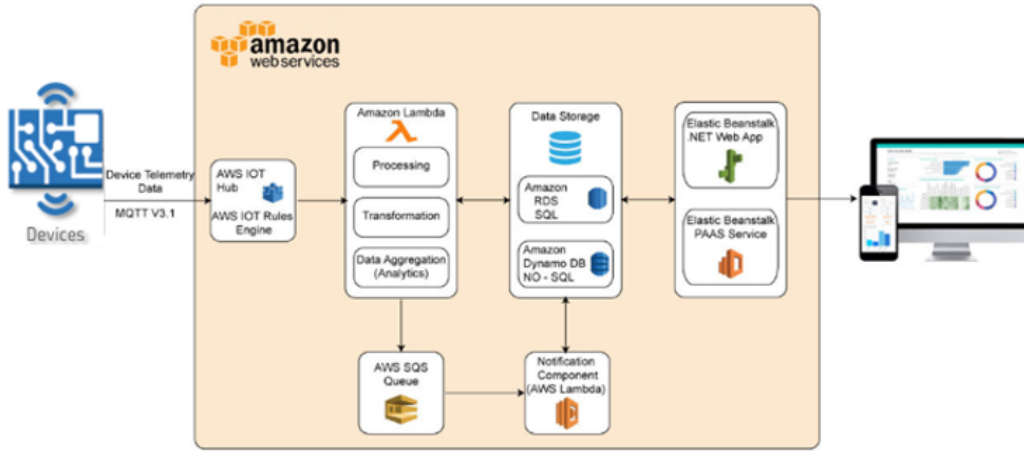 amazon
webservices
Devices
Device Telemetry
Data
MQTT V3.1
AWS IOT
Hub
AWS IOT Rules
Engine
Amazon Lambda
Processing
Transformation
Data Aggregation
(Analytics)
Data Storage
Amazon
RDS
SQL
Amazon
Dynamo DB
NO - SQL
Elastic Beanstalk
.NET Web App
Elastic Beanstalk
PAAS Service
AWS SQS
Queue
Notification
Component
(AWS Lambda)